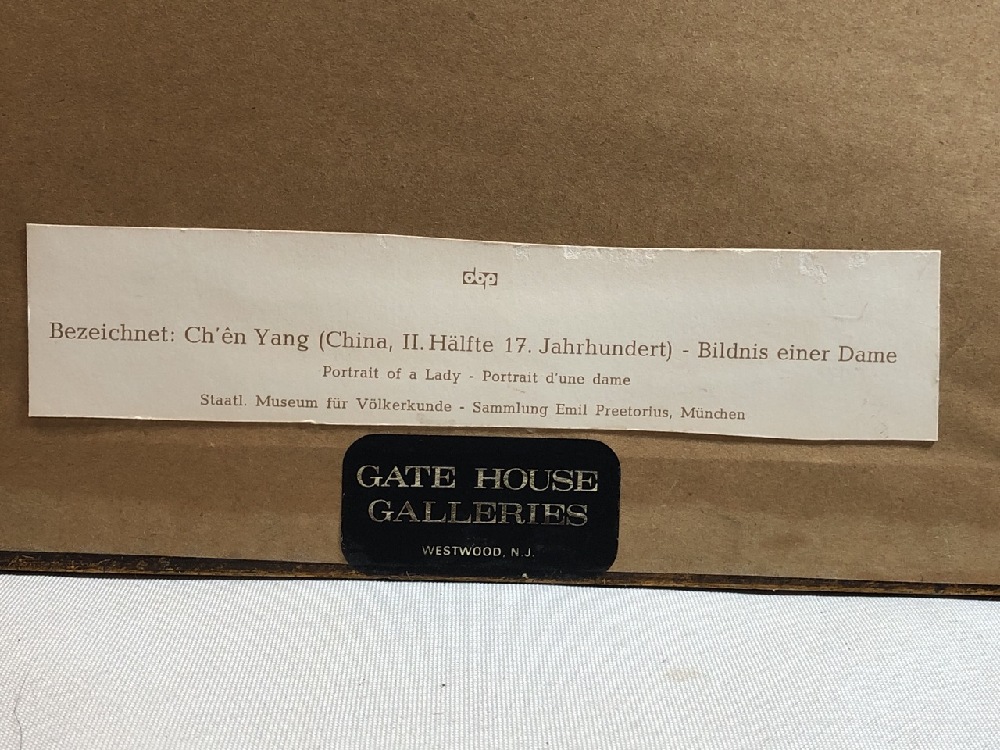 dbp
Bezeichnet: Ch'ên Yang (China, II. Hälfte 17. Jahrhundert) - Bildnis einer Dame
Portrait of a Lady - Portrait d'une dame
Staatl. Museum für Völkerkunde - Sammlung Emil Preetorius, München
GATE HOUSE
GALLERIES
WESTWOOD, N.J.